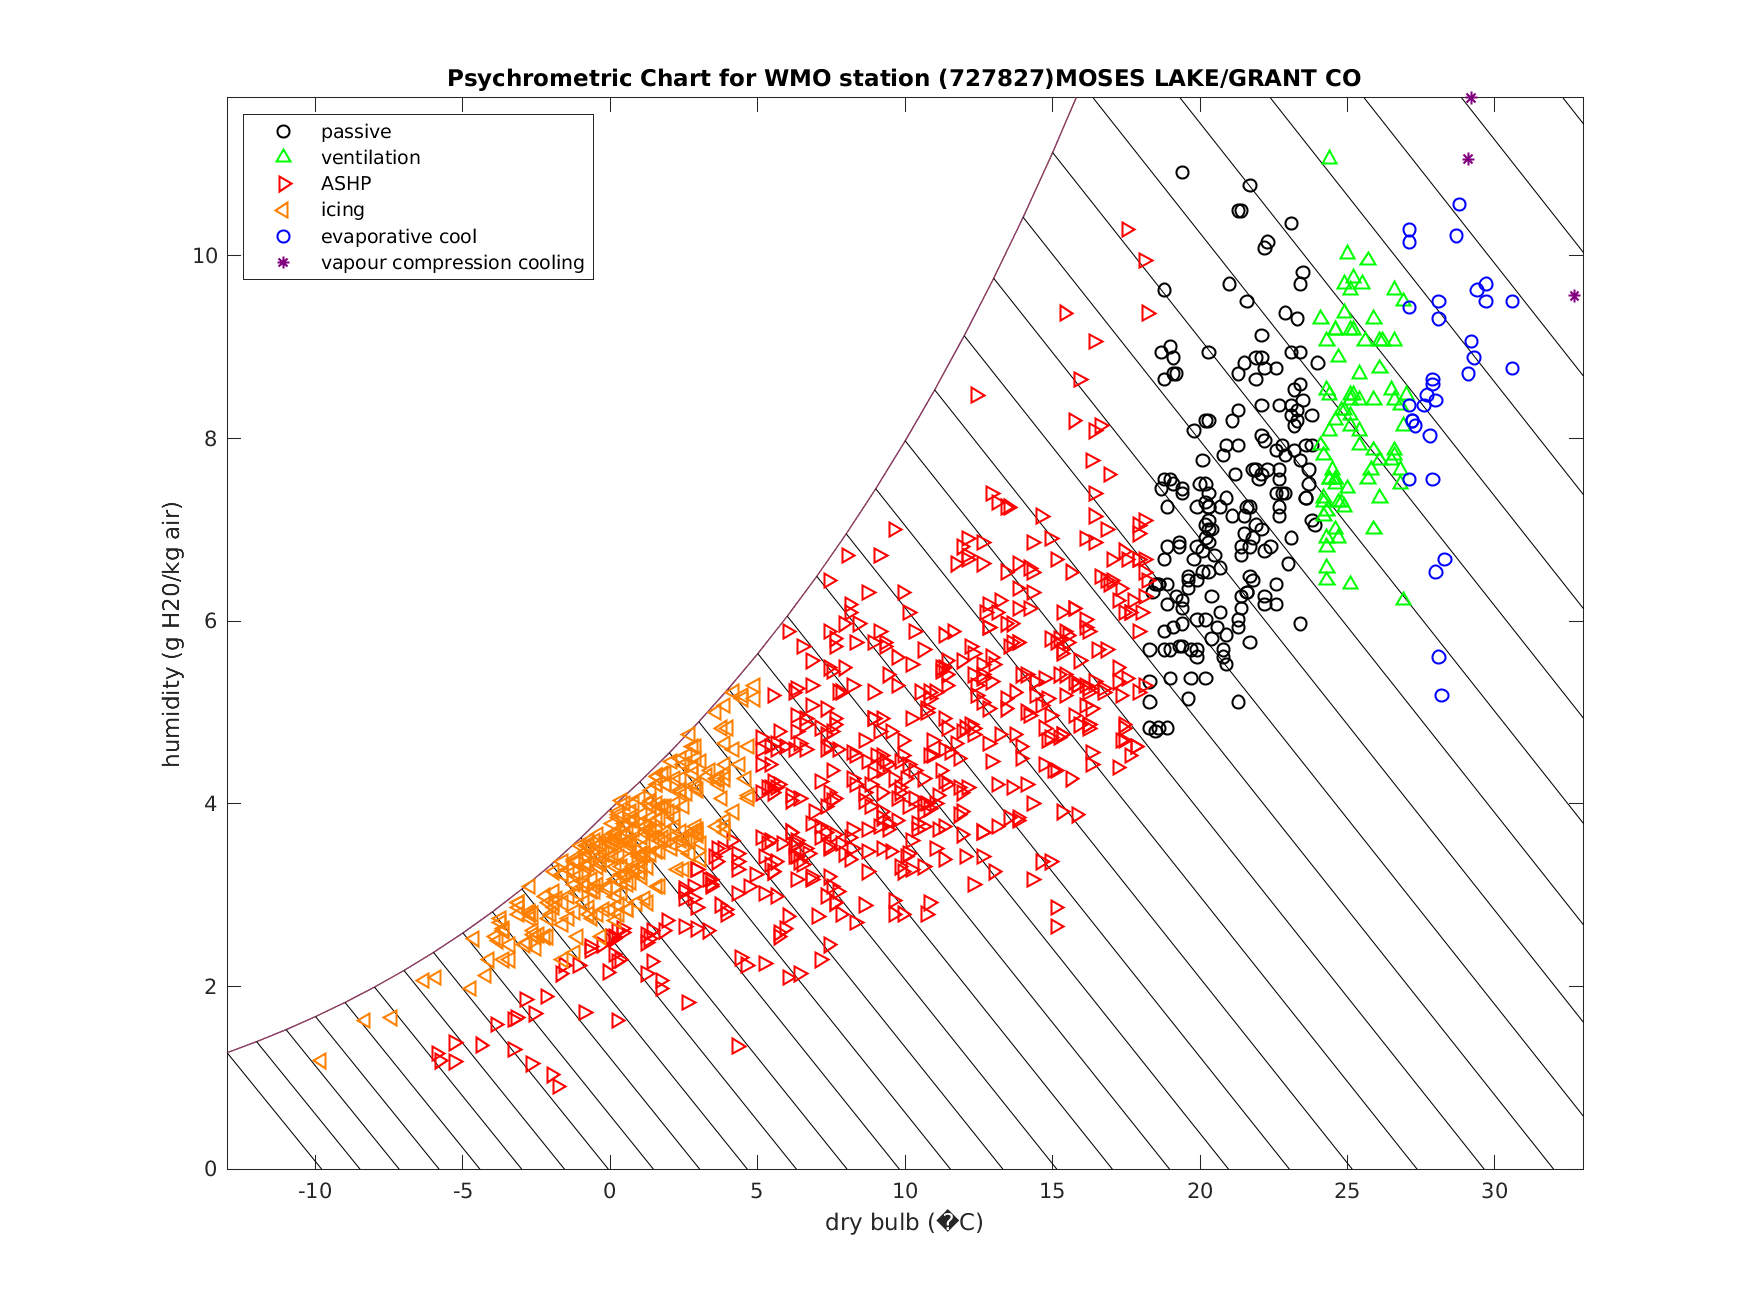 Psychrometric Chart for WMO station (727827)MOSES LAKE/GRANT CO
passive
ventilation
ASHP
icing
evaporative cool
vapour compression cooling
humidity (g H20/kg air)
10
8
6
4
2
0
-10 -5 0 5 10 15 20 25 30
dry bulb (�C)